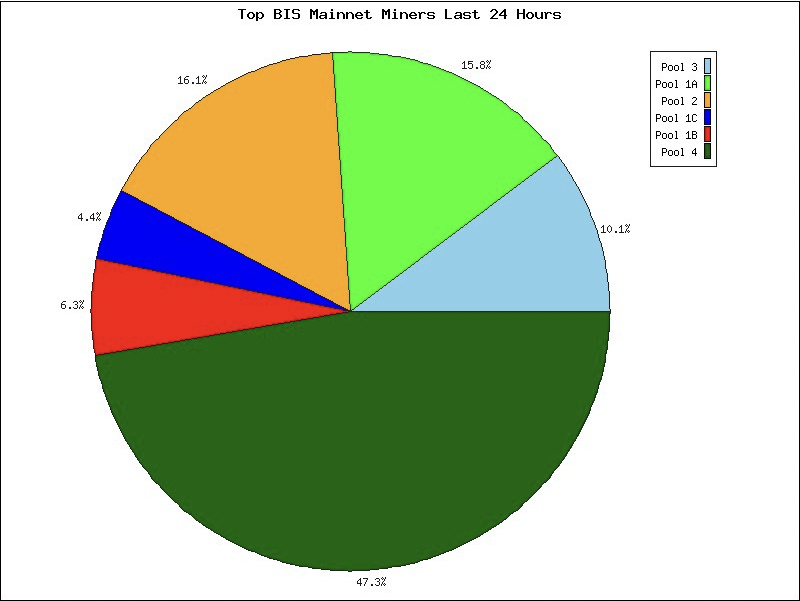 Top BIS Mainnet Miners Last 24 Hours
15.8%
16.1%
Pool 3
Pool 1A
Pool 2
Pool 1C
Pool 1B
Pool 4
4.4%
10.1%
6.3%
47.3%